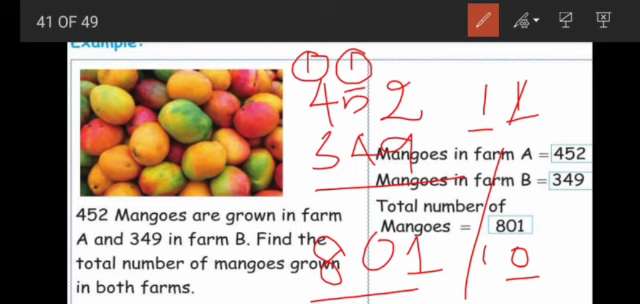 41 OF 49
Example:
1 1
452 11
349
Mangoes in farm A = 452
Mangoes in farm B = 349
Total number of
Mangoes = 801
801 10
452 Mangoes are grown in farm
A and 349 in farm B. Find the
total number of mangoes grown
in both farms.